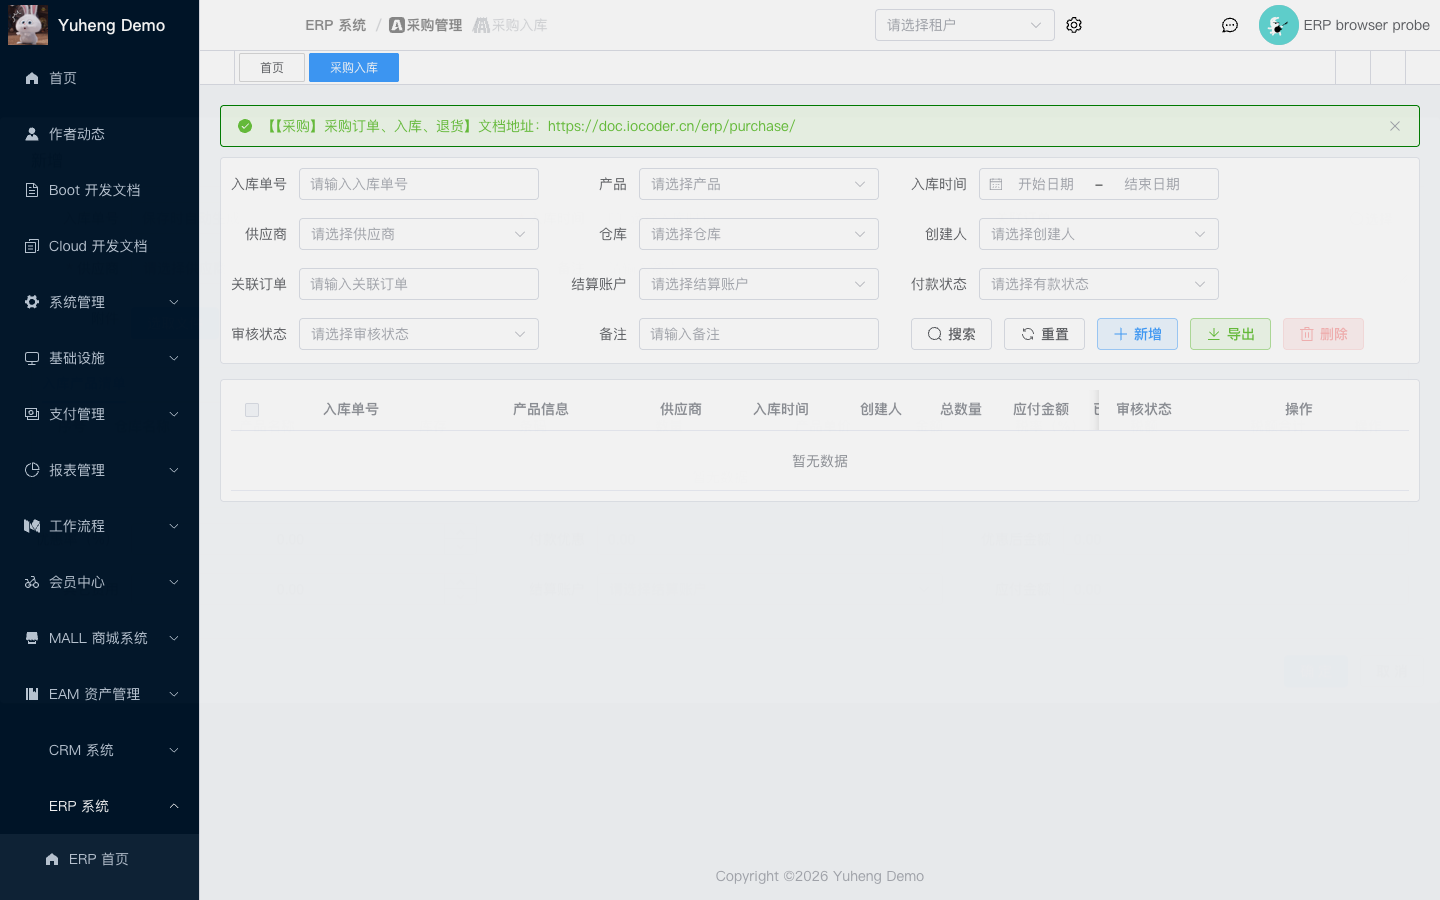 Yuheng Demo
ERP 系统 / 采购管理 采购入库
请选择租户
ERP browser probe
首页
采购入库
首页
作者动态
Boot 开发文档
Cloud 开发文档
系统管理
基础设施
支付管理
报表管理
工作流程
会员中心
MALL 商城系统
EAM 资产管理
CRM 系统
ERP 系统
ERP 首页
【【采购】采购订单、入库、退货】文档地址：https://doc.iocoder.cn/erp/purchase/
入库单号 请输入入库单号 产品 请选择产品 入库时间 开始日期 - 结束日期
供应商 请选择供应商 仓库 请选择仓库 创建人 请选择创建人
关联订单 请输入关联订单 结算账户 请选择结算账户 付款状态 请选择有款状态
审核状态 请选择审核状态 备注 请输入备注 搜索 重置 新增 导出 删除
入库单号 产品信息 供应商 入库时间 创建人 总数量 应付金额 审核状态 操作
暂无数据
Copyright ©2026 Yuheng Demo